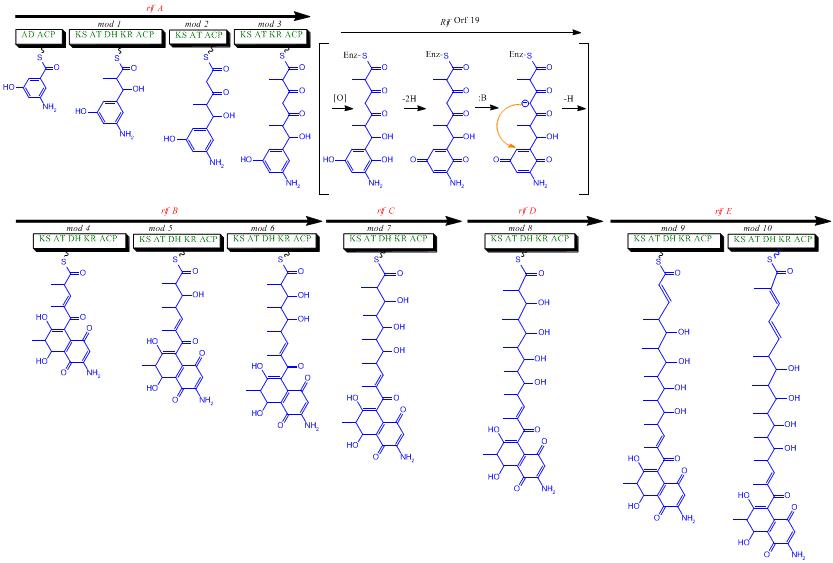 rif A
Rif Orf 19
mod 1 mod 2 mod 3
AD ACP KS AT DH KR ACP KS AT ACP KS AT KR ACP
S S S S Enz-S Enz-S Enz-S
O O O O O O O
HO OH O O O O O
NH₂ HO OH O O O
NH₂ HO OH OH OH OH
NH₂ HO HO OH O O O O
NH₂ NH₂ NH₂ NH₂
[O] -2H :B -H
rif B rif C rif D rif E
mod 4 mod 5 mod 6 mod 7 mod 8 mod 9 mod 10
KS AT DH KR ACP KS AT DH KR ACP KS AT DH KR ACP KS AT DH KR ACP KS AT DH KR ACP KS AT DH KR ACP KS AT DH KR ACP
S S S S S S S
O O O O O O O
HO O OH OH OH OH OH OH
HO O O OH OH OH OH OH
O NH₂ HO O OH OH OH OH
HO O HO O O OH OH OH
O NH₂ HO O HO O O HO O O HO O O HO O O
O NH₂ HO O HO O HO O HO O
NH₂ O NH₂ O NH₂ O NH₂